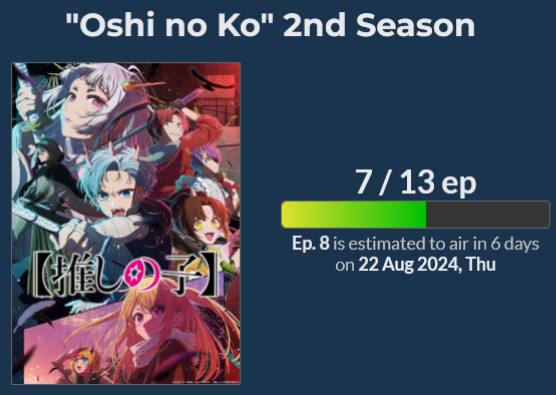 "Oshi no Ko" 2nd Season
【推しの子】
7 / 13 ep
Ep. 8 is estimated to air in 6 days
on 22 Aug 2024, Thu